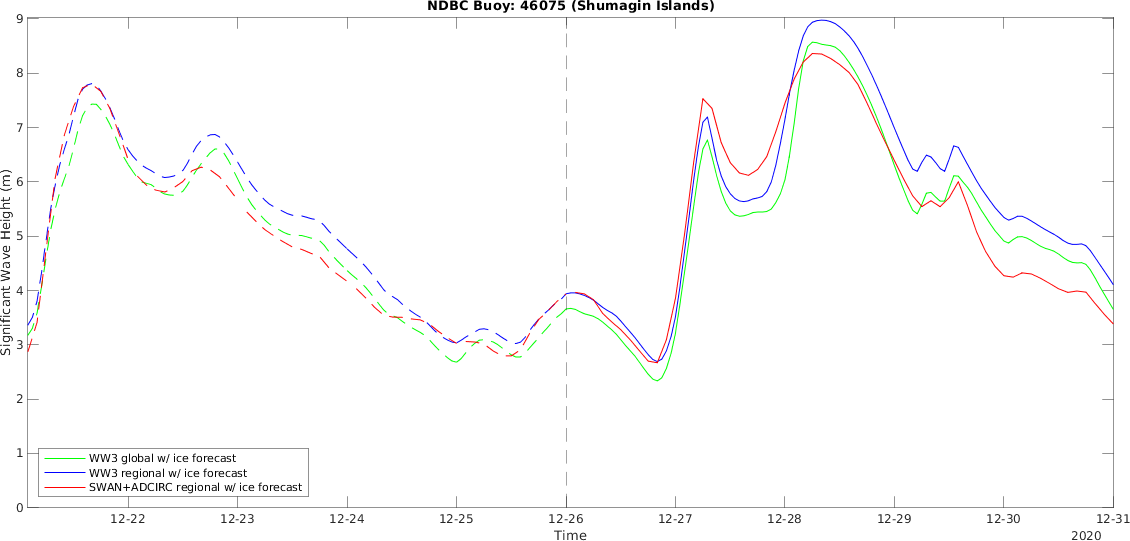 NDBC Buoy: 46075 (Shumagin Islands)
Significant Wave Height (m)
9
8
7
6
5
4
3
2
1
0
WW3 global w/ ice forecast
WW3 regional w/ ice forecast
SWAN+ADCIRC regional w/ ice forecast
12-22 12-23 12-24 12-25 12-26 12-27 12-28 12-29 12-30 12-31
Time
2020